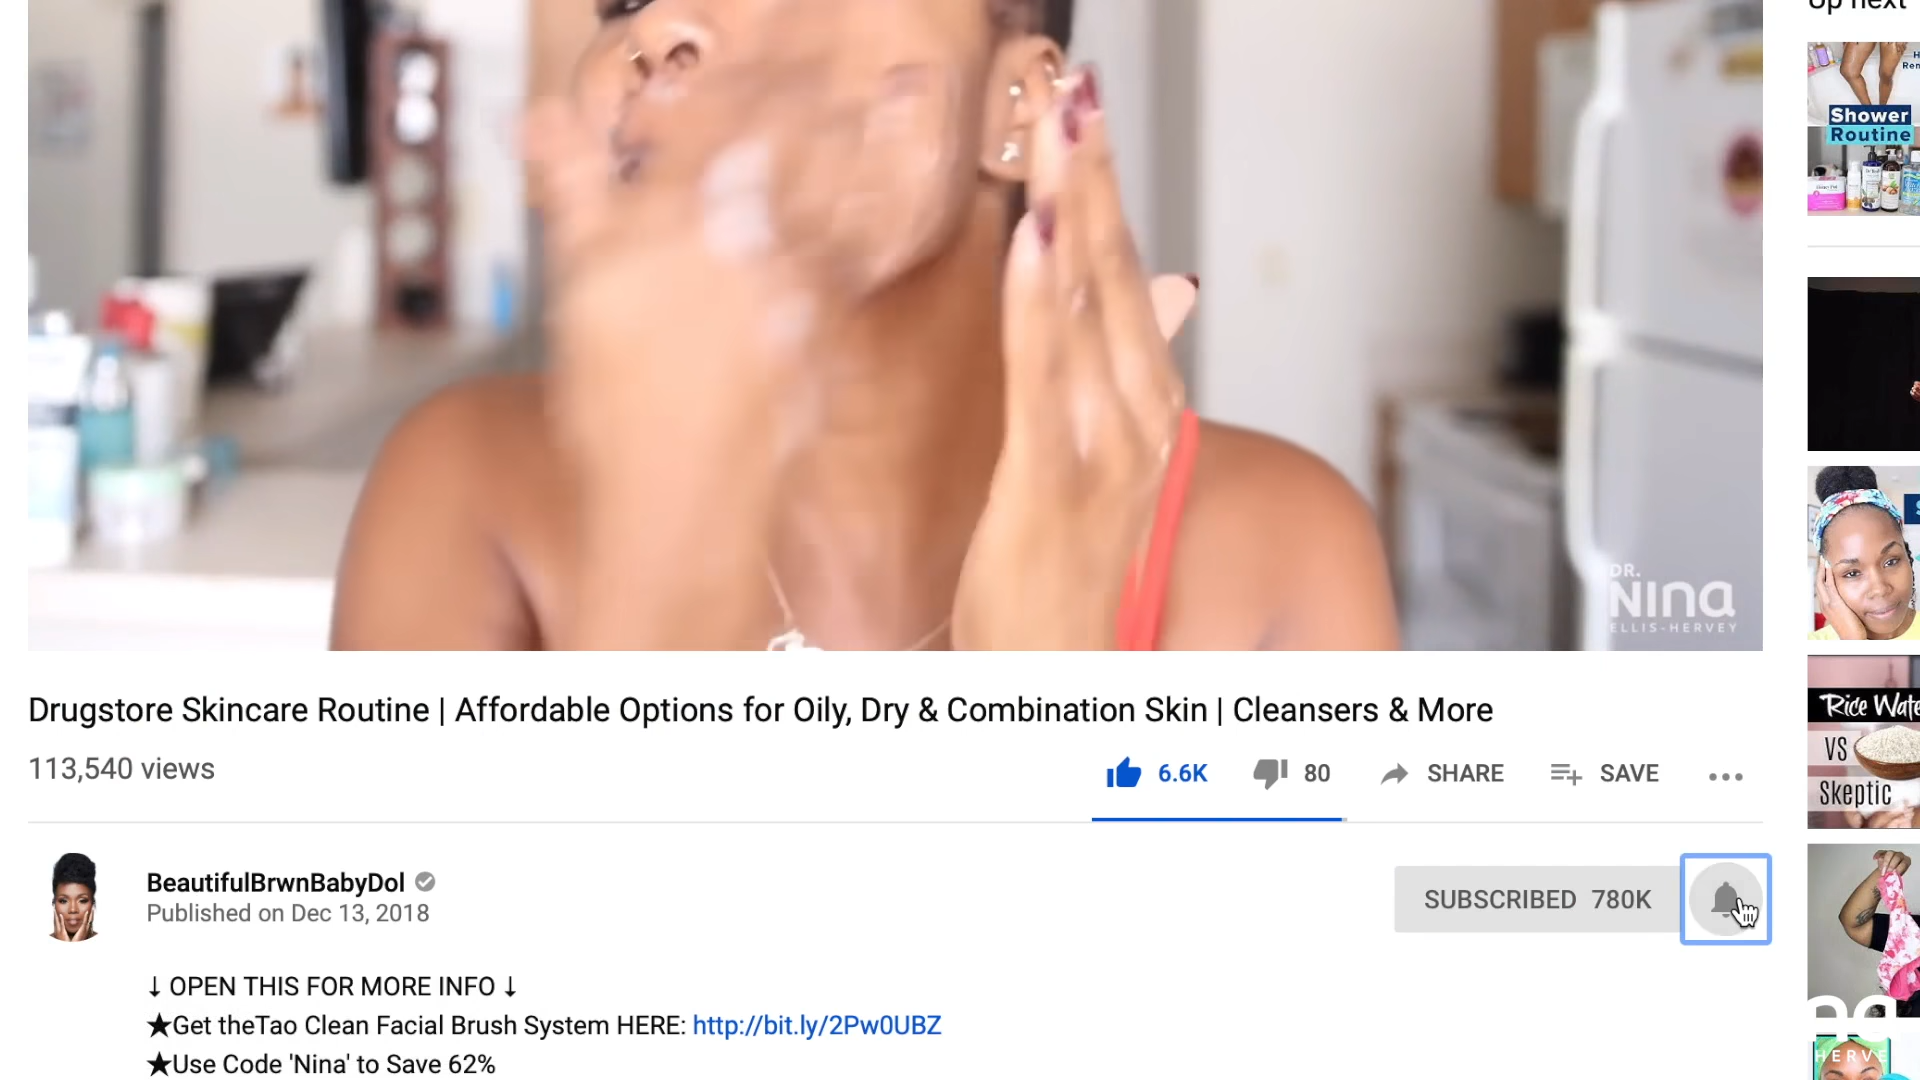 Up next
Shower
Routine
DR.
Nina
ELLIS-HERVEY
Drugstore Skincare Routine | Affordable Options for Oily, Dry & Combination Skin | Cleansers & More
113,540 views
6.6K
80
SHARE
SAVE
Rice Wate
VS
Skeptic
BeautifulBrwnBabyDol
Published on Dec 13, 2018
SUBSCRIBED 780K
↓ OPEN THIS FOR MORE INFO ↓
★Get theTao Clean Facial Brush System HERE: http://bit.ly/2Pw0UBZ
★Use Code 'Nina' to Save 62%
HERVE